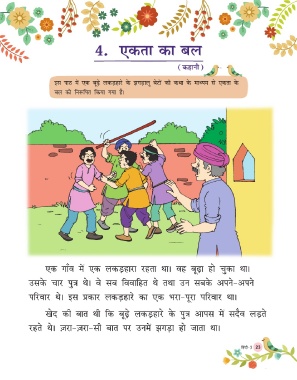 4. एकता का बल
(कहानी)
इस पाठ में एक बूढ़े लकड़हारे के झगड़ालू बेटों की कथा के माध्यम से एकता के
बल को निरूपित किया गया है।
एक गाँव में एक लकड़हारा रहता था। वह बूढ़ा हो चुका था।
उसके चार पुत्र थे। वे सब विवाहित थे तथा उन सबके अपने-अपने
परिवार थे। इस प्रकार लकड़हारे का एक भरा-पूरा परिवार था।
खेद की बात थी कि बूढ़े लकड़हारे के पुत्र आपस में सदैव लड़ते
रहते थे। ज़रा-ज़रा-सी बात पर उनमें झगड़ा हो जाता था।
हिंदी-3 23